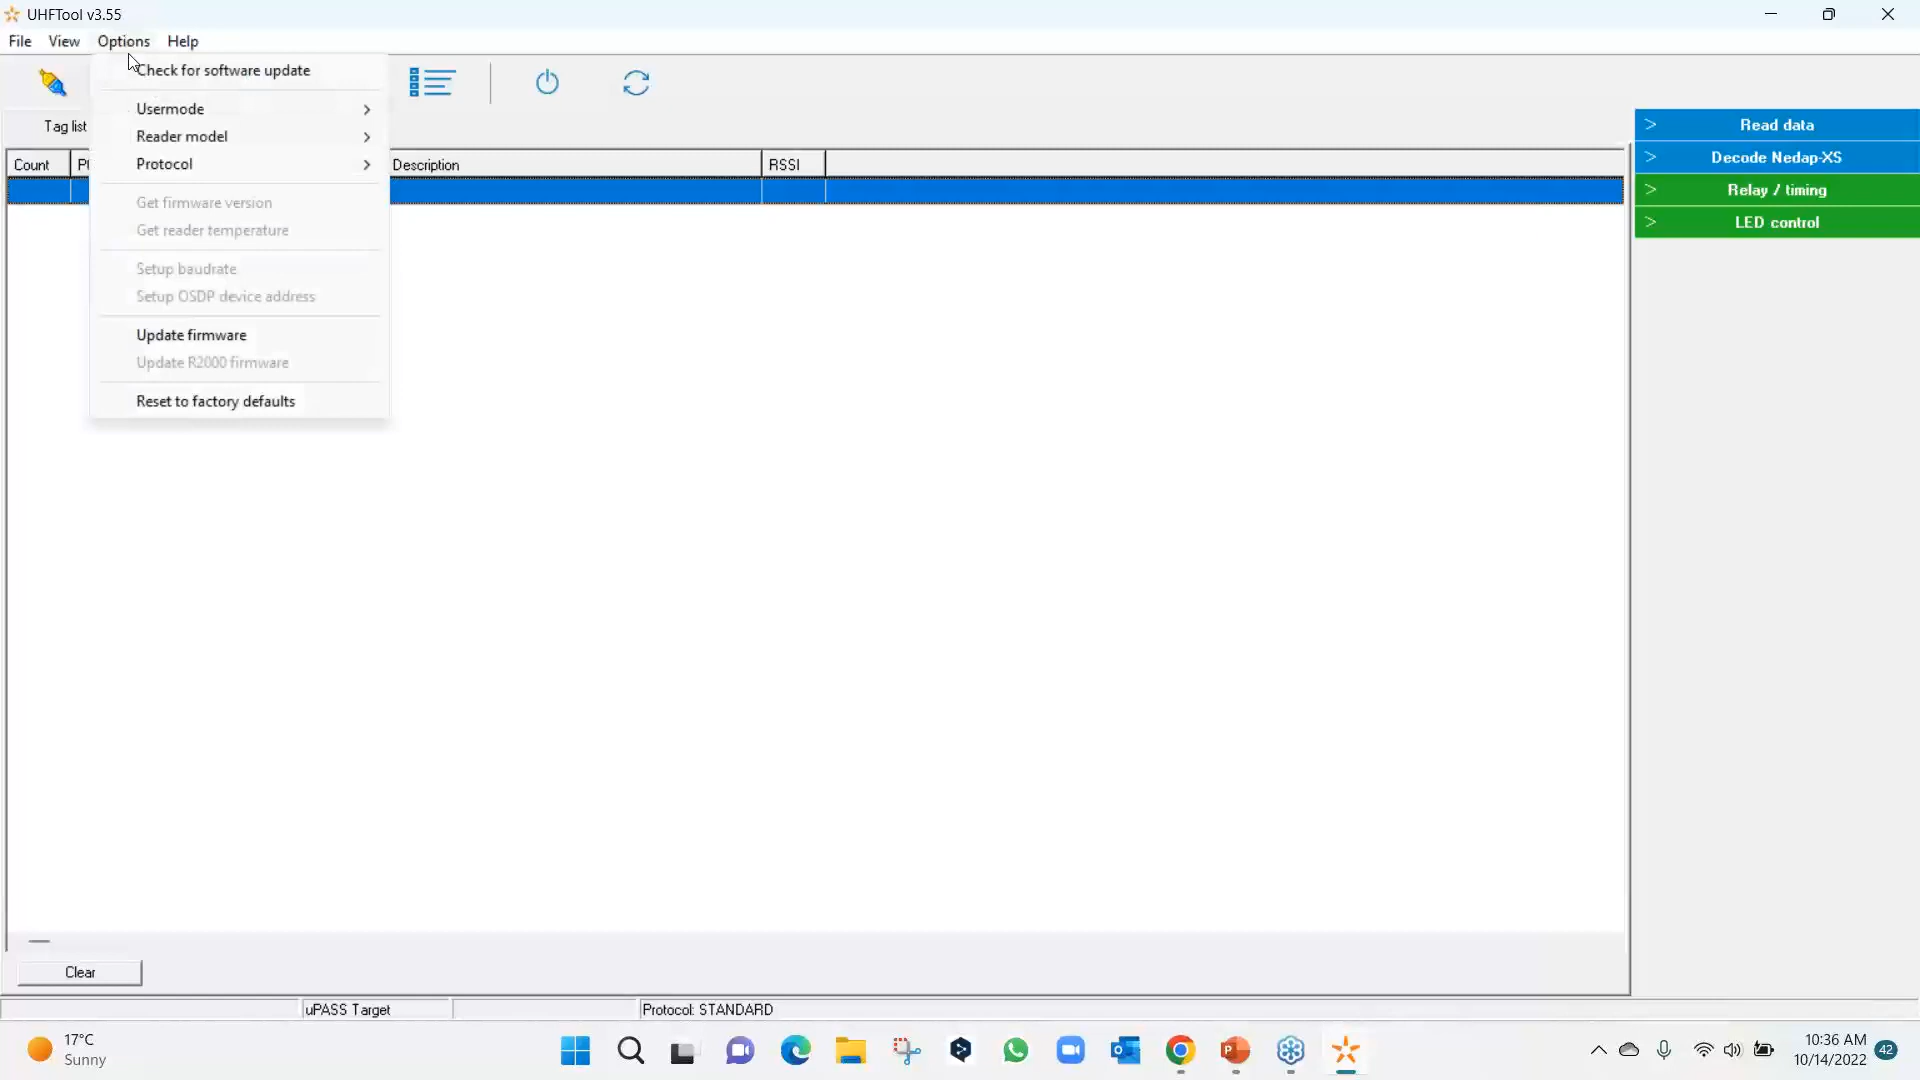 UHFTool v3.55
File View Options Help
Check for software update
Usermode
Reader model
Protocol
Get firmware version
Get reader temperature
Setup baudrate
Setup OSDP device address
Update firmware
Update R2000 firmware
Reset to factory defaults
Tag list
Count Description RSSI
> Read data
> Decode Nedap-XS
> Relay / timing
> LED control
Clear
uPASS Target Protocol: STANDARD
17°C
Sunny
10:36 AM
10/14/2022
42